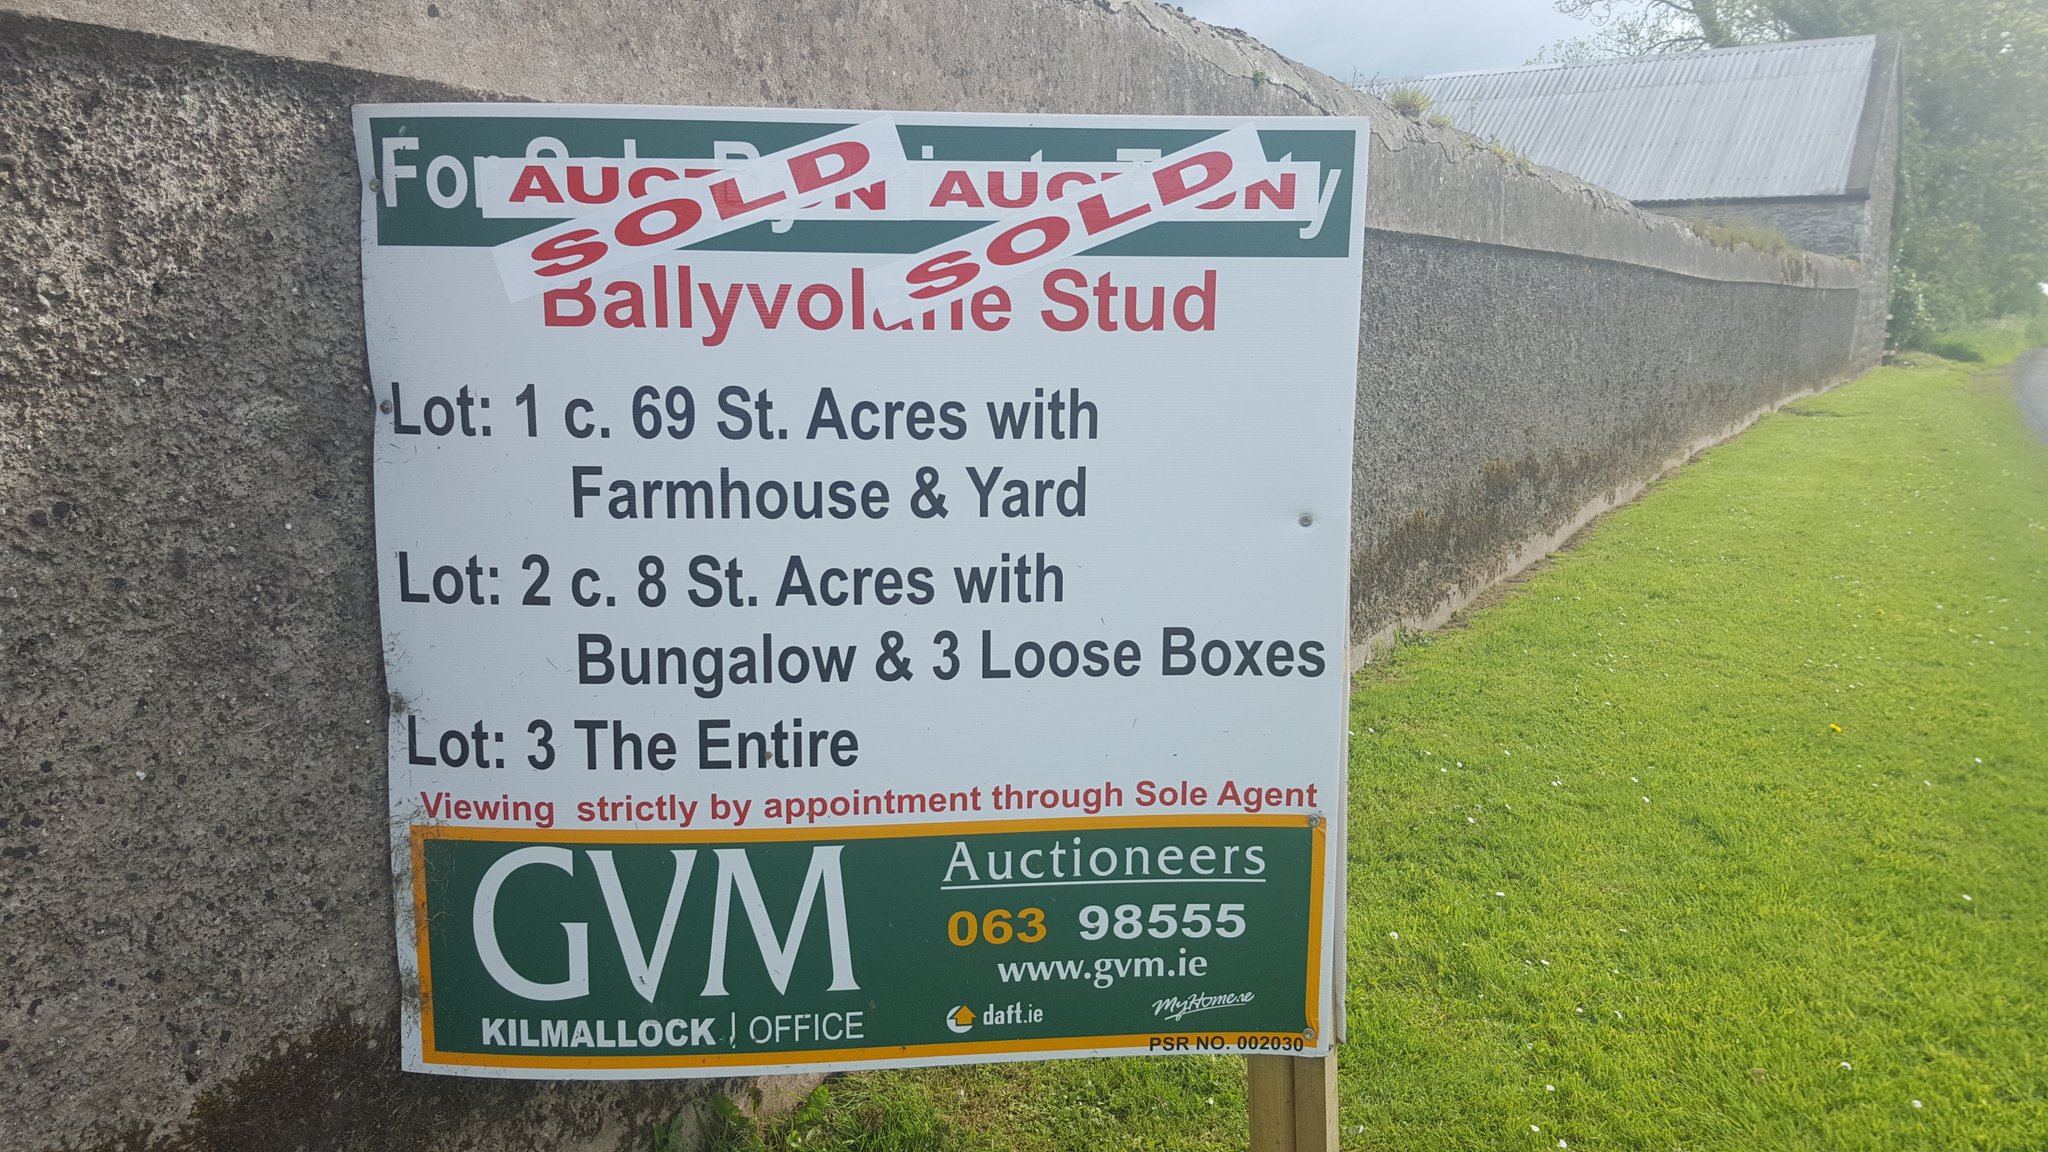 For
AUCTION AUCTION
SOLD SOLD
Ballyvolane Stud
Lot: 1 c. 69 St. Acres with
Farmhouse & Yard
Lot: 2 c. 8 St. Acres with
Bungalow & 3 Loose Boxes
Lot: 3 The Entire
Viewing strictly by appointment through Sole Agent
GVM
KILMALLOCK | OFFICE
Auctioneers
063 98555
www.gvm.ie
daft.ie
MyHome.ie
PSR NO. 002030